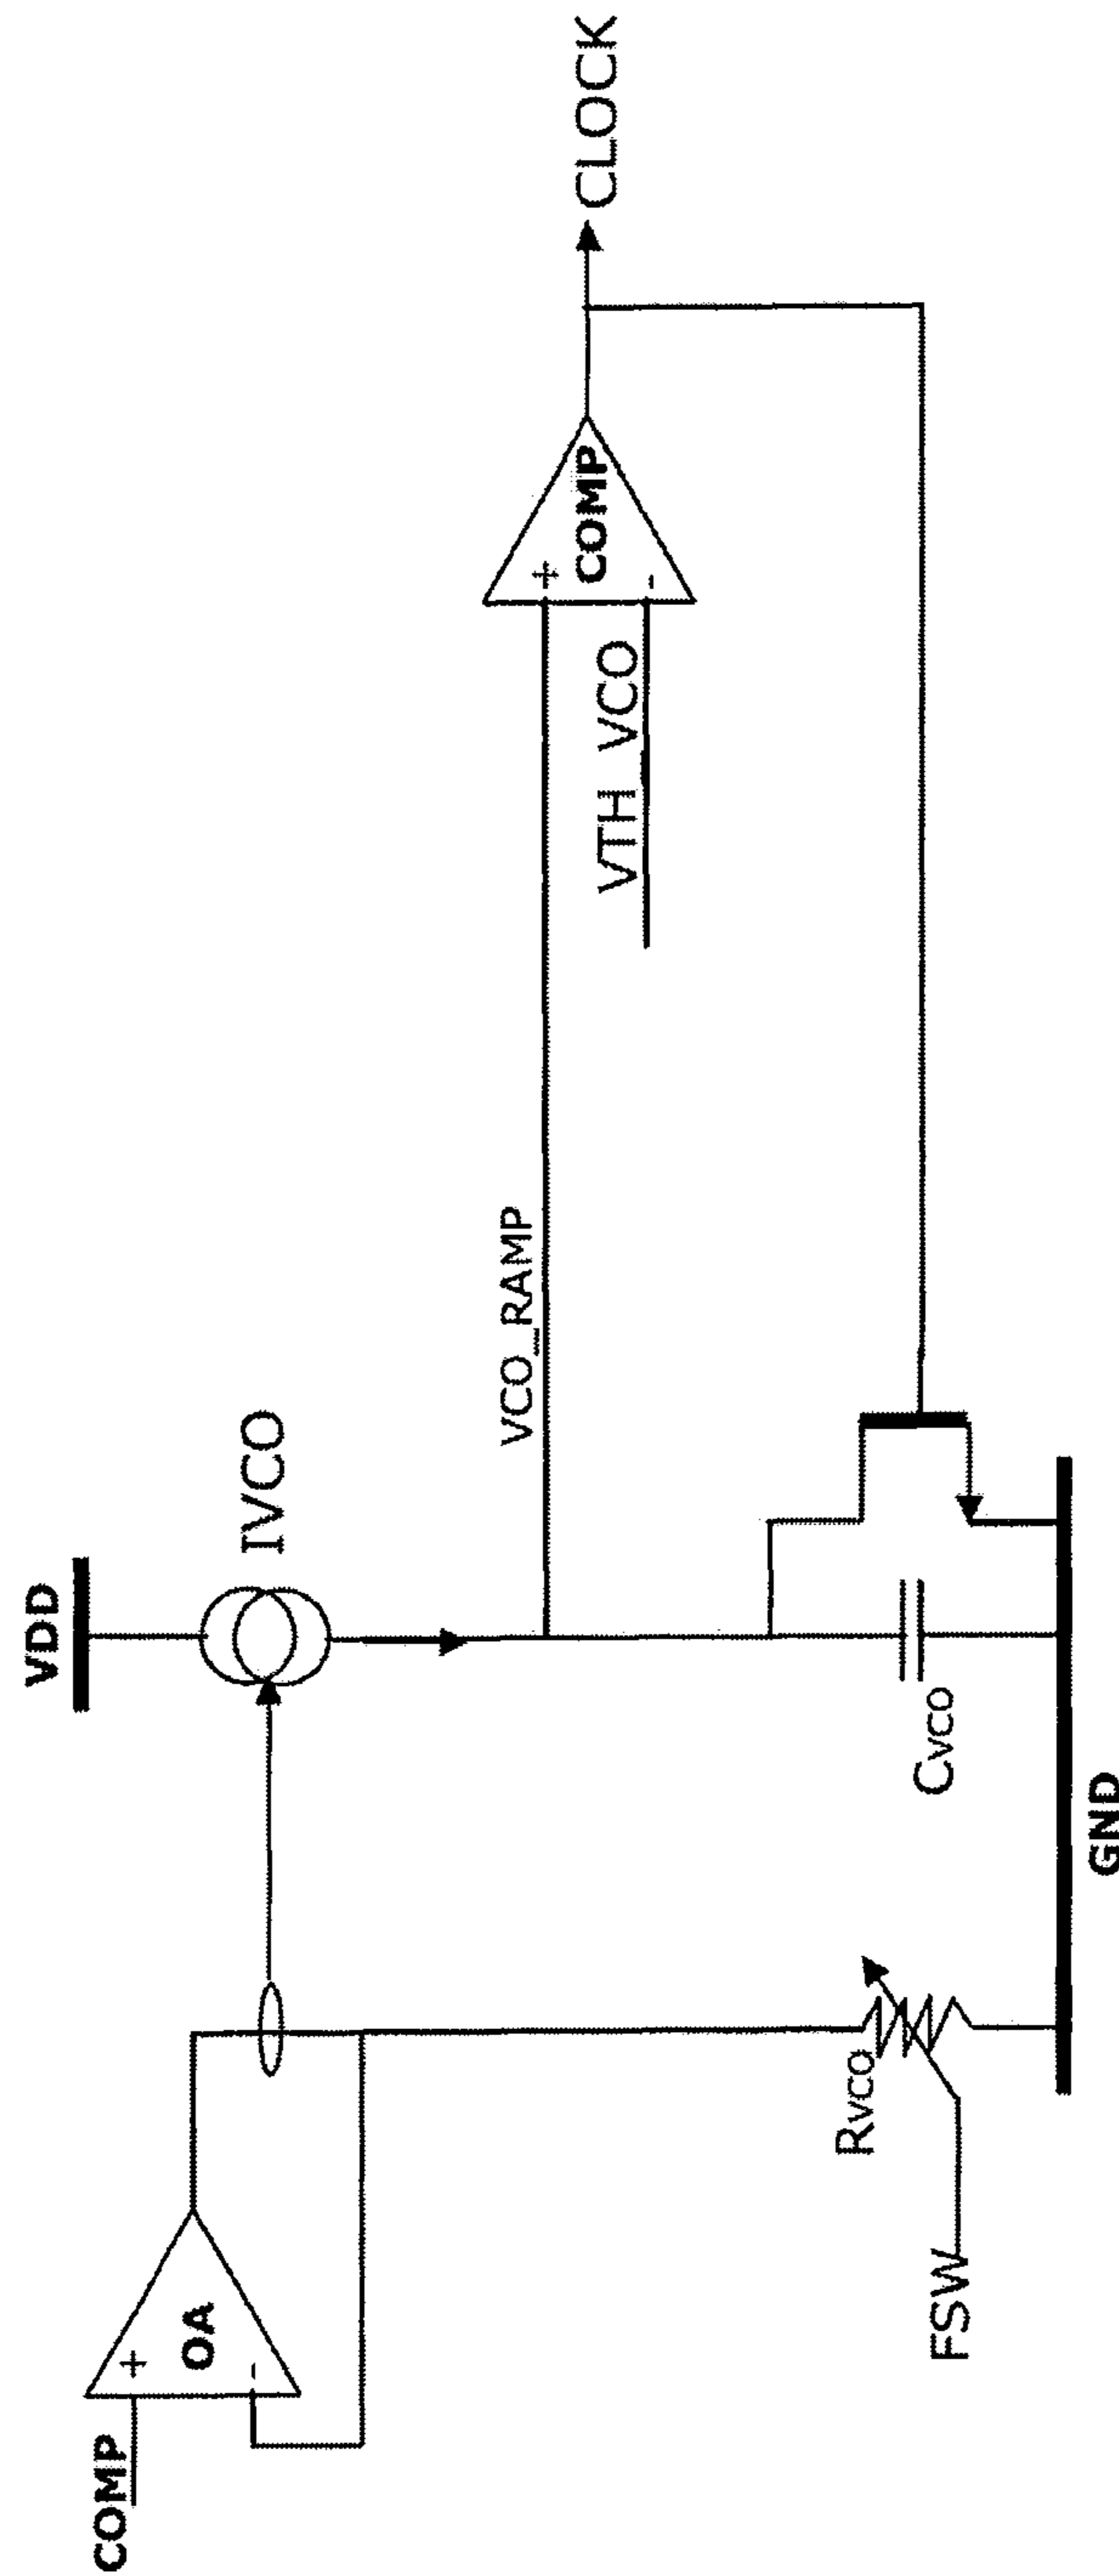 VDD
COMP
OA
+
-
IVCO
VCO_RAMP
+
COMP
-
VTH_VCO
CLOCK
RVCO
CVCO
FSW
GND